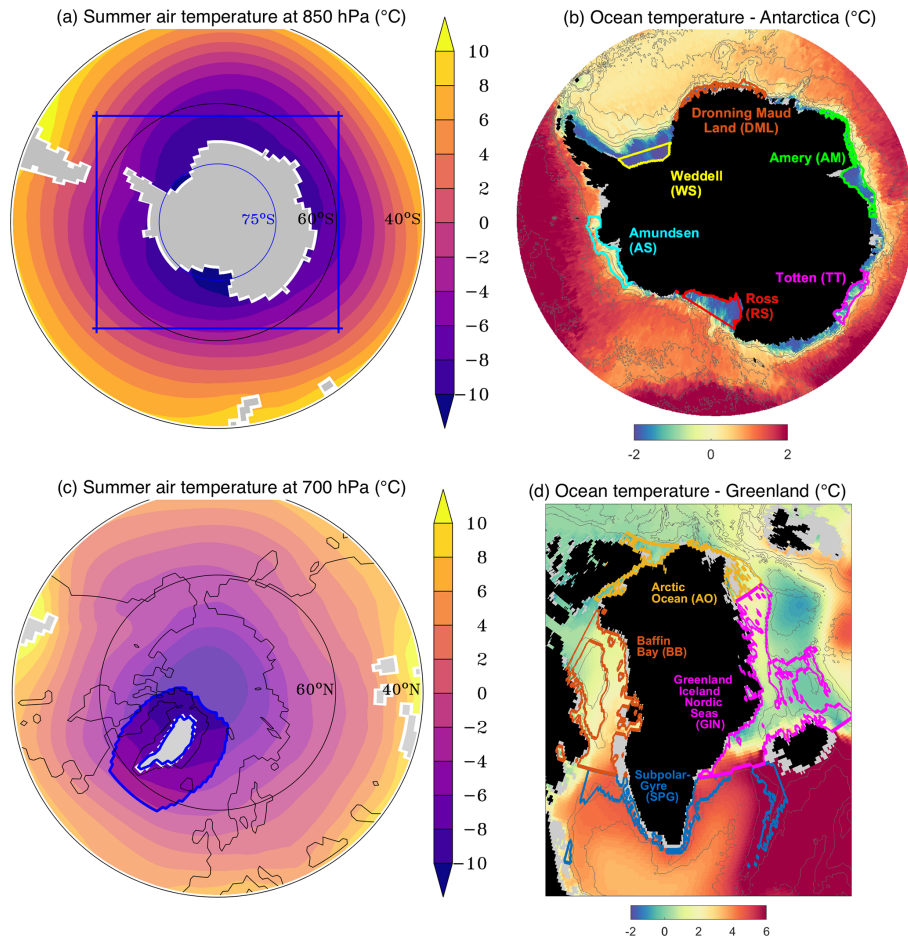 (a) Summer air temperature at 850 hPa (°C)
75°S
60°S
40°S
10
8
6
4
2
0
−2
−4
−6
−8
−10
(b) Ocean temperature - Antarctica (°C)
Dronning Maud
Land (DML)
Amery (AM)
Weddell
(WS)
Amundsen
(AS)
Totten (TT)
Ross
(RS)
-2
0
2
(c) Summer air temperature at 700 hPa (°C)
60°N
40°N
10
8
6
4
2
0
−2
−4
−6
−8
−10
(d) Ocean temperature - Greenland (°C)
Arctic
Ocean (AO)
Baffin
Bay (BB)
Greenland
Iceland
Nordic
Seas
(GIN)
Subpolar-
Gyre
(SPG)
-2
0
2
4
6